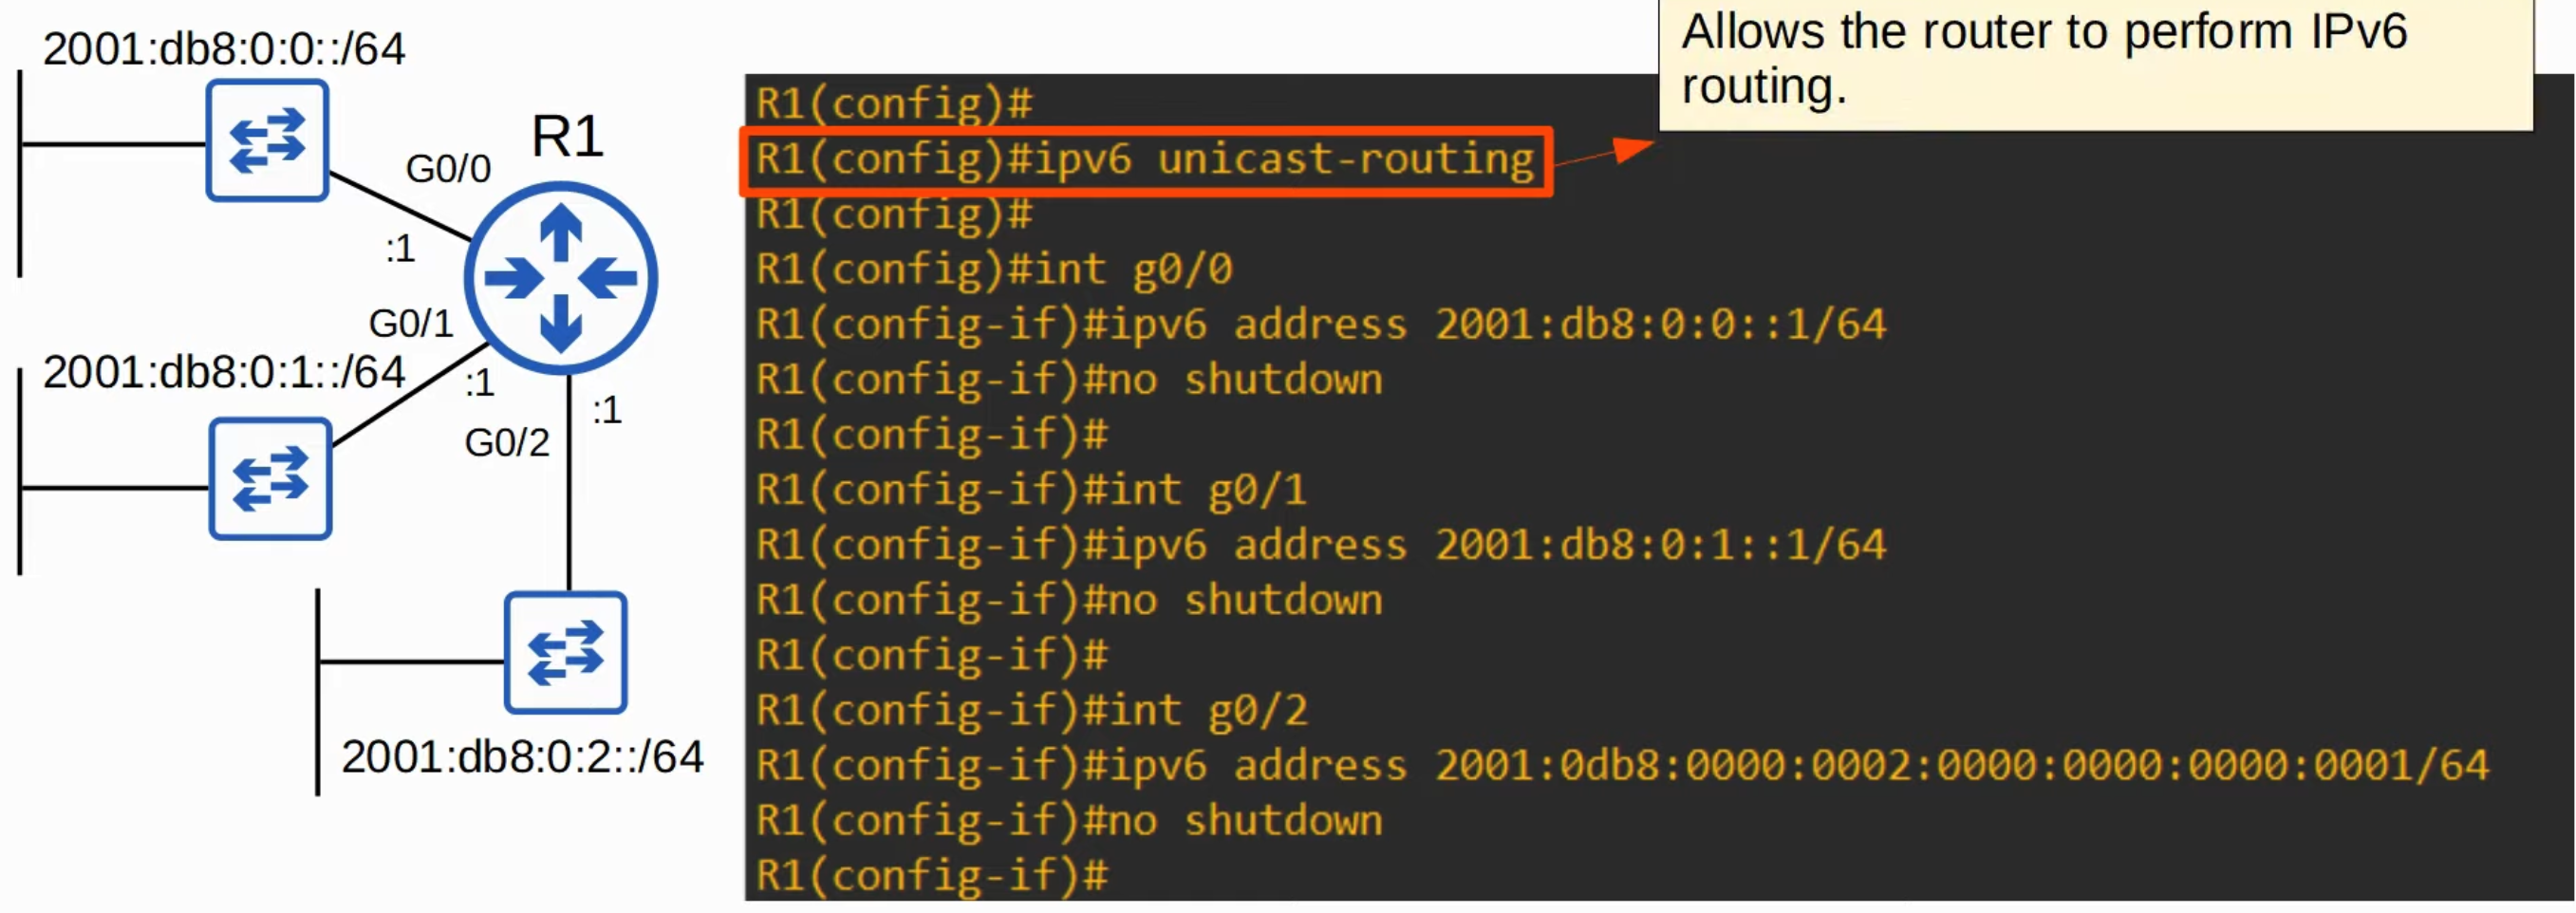 2001:db8:0:0::/64
R1
G0/0
:1
G0/1
2001:db8:0:1::/64
:1
:1
G0/2
2001:db8:0:2::/64
Allows the router to perform IPv6
routing.
R1(config)#
R1(config)#ipv6 unicast-routing
R1(config)#
R1(config)#int g0/0
R1(config-if)#ipv6 address 2001:db8:0:0::1/64
R1(config-if)#no shutdown
R1(config-if)#
R1(config-if)#int g0/1
R1(config-if)#ipv6 address 2001:db8:0:1::1/64
R1(config-if)#no shutdown
R1(config-if)#
R1(config-if)#int g0/2
R1(config-if)#ipv6 address 2001:0db8:0000:0002:0000:0000:0000:0001/64
R1(config-if)#no shutdown
R1(config-if)#